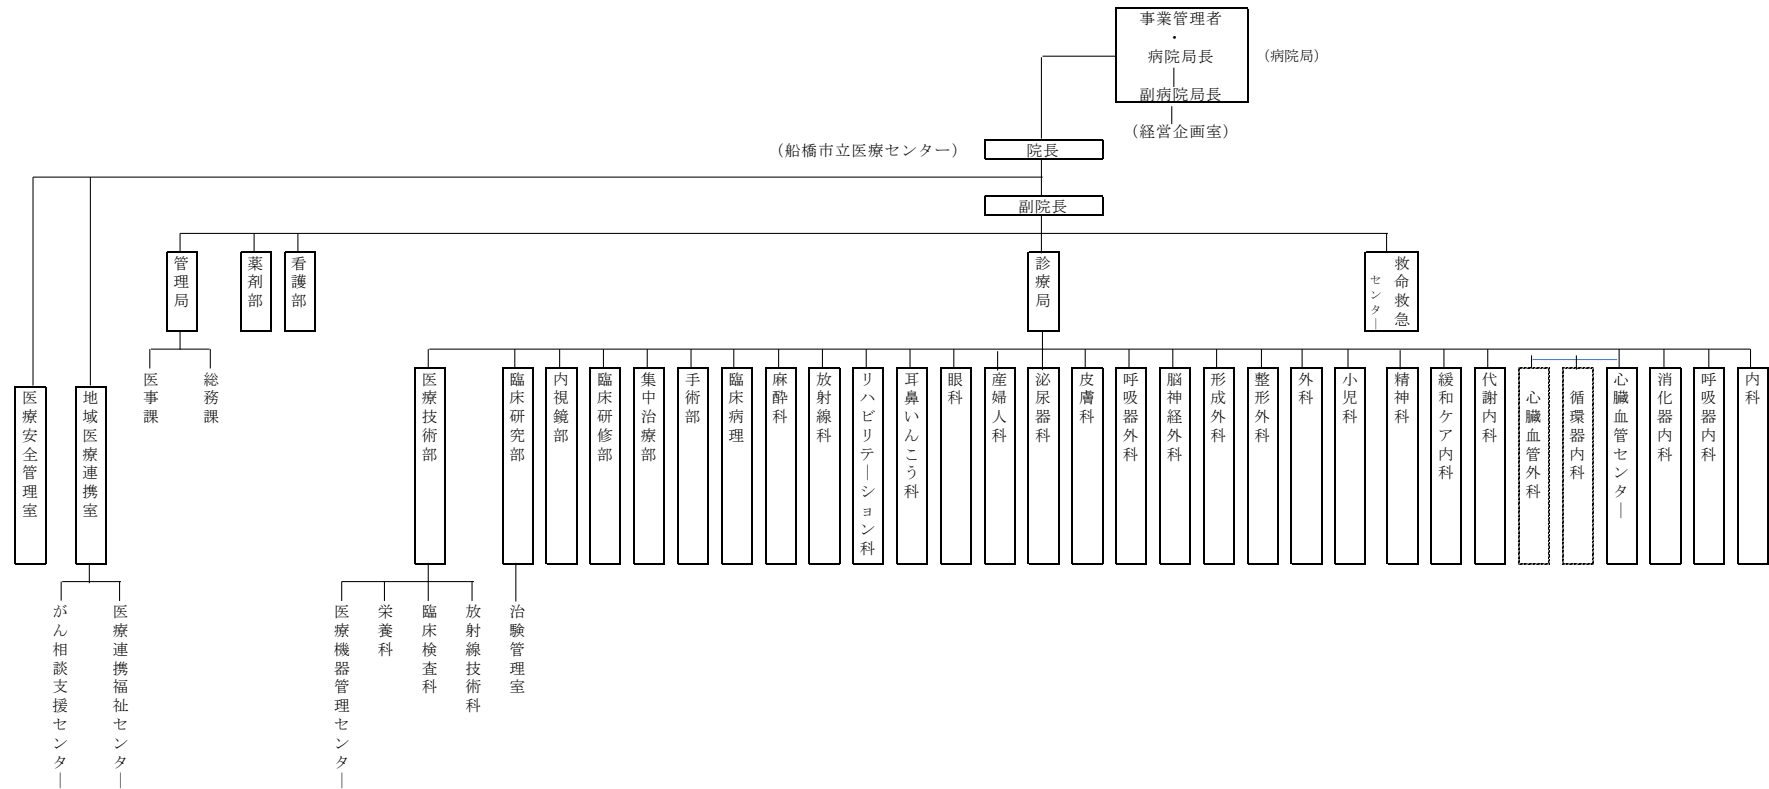 事業管理者
・
病院局長
（病院局）
副病院局長
（経営企画室）
（船橋市立医療センター）
院長
副院長
管理局
薬剤部
看護部
診療局
救命救急
センター
医事課
総務課
医療安全管理室
地域医療連携室
医療技術部
臨床研究部
内視鏡部
臨床研修部
集中治療部
手術部
臨床病理
麻酔科
放射線科
リハビリテーション科
耳鼻いんこう科
眼科
産婦人科
泌尿器科
皮膚科
呼吸器外科
脳神経外科
形成外科
整形外科
外科
小児科
精神科
緩和ケア内科
代謝内科
心臓血管外科
循環器内科
心臓血管センター
消化器内科
呼吸器内科
内科
がん相談支援センター
医療連携福祉センター
医療機器管理センター
栄養科
臨床検査科
放射線技術科
治験管理室